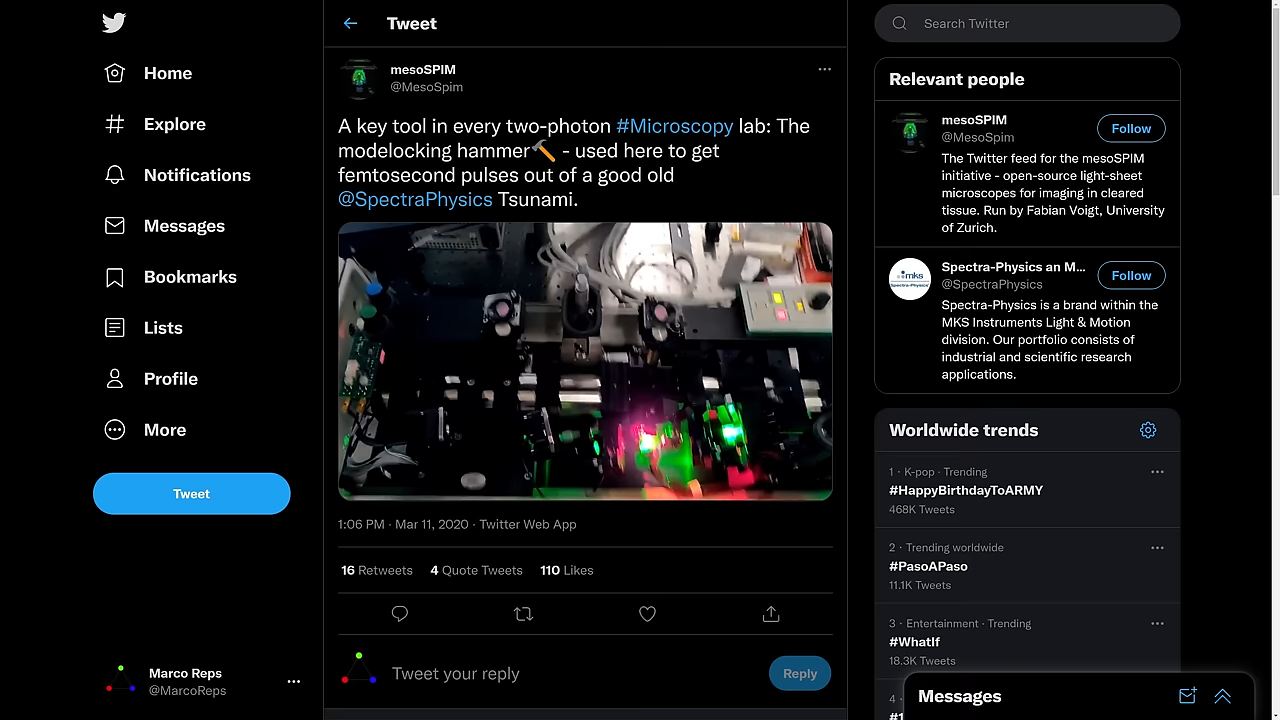 Home
Explore
Notifications
Messages
Bookmarks
Lists
Profile
More
Tweet
Marco Reps
@MarcoReps
Tweet
mesoSPIM
@MesoSpim
A key tool in every two-photon #Microscopy lab: The
modelocking hammer🔨 - used here to get
femtosecond pulses out of a good old
@SpectraPhysics Tsunami.
1:06 PM · Mar 11, 2020 · Twitter Web App
16 Retweets 4 Quote Tweets 110 Likes
Tweet your reply
Reply
Search Twitter
Relevant people
mesoSPIM
@MesoSpim
Follow
The Twitter feed for the mesoSPIM
initiative - open-source light-sheet
microscopes for imaging in cleared
tissue. Run by Fabian Voigt, University
of Zurich.
mks
Spectra-Physics
Spectra-Physics an M...
@SpectraPhysics
Follow
Spectra-Physics is a brand within the
MKS Instruments Light & Motion
division. Our portfolio consists of
industrial and scientific research
applications.
Worldwide trends
1 · K-pop · Trending
#HappyBirthdayToARMY
468K Tweets
2 · Trending worldwide
#PasoAPaso
11.1K Tweets
3 · Entertainment · Trending
#WhatIf
18.3K Tweets
4 ·
#1
Messages